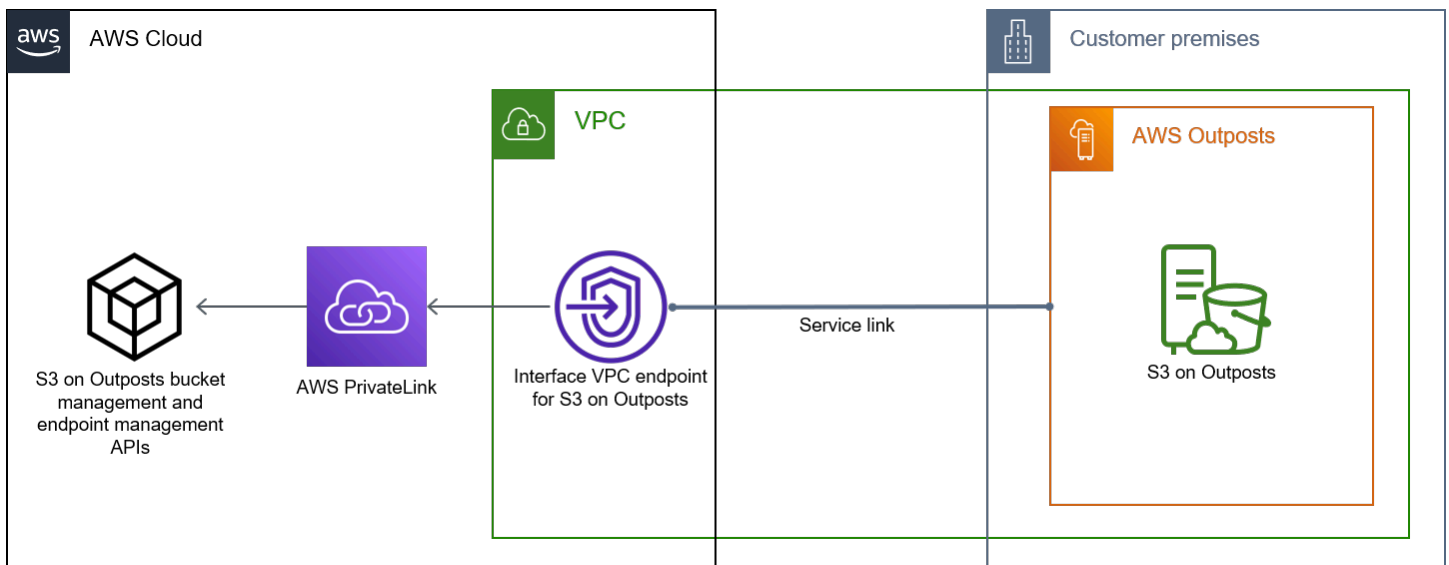 aws
AWS Cloud
Customer premises
VPC
AWS Outposts
Service link
S3 on Outposts bucket
management and
endpoint management
APIs
AWS PrivateLink
Interface VPC endpoint
for S3 on Outposts
S3 on Outposts